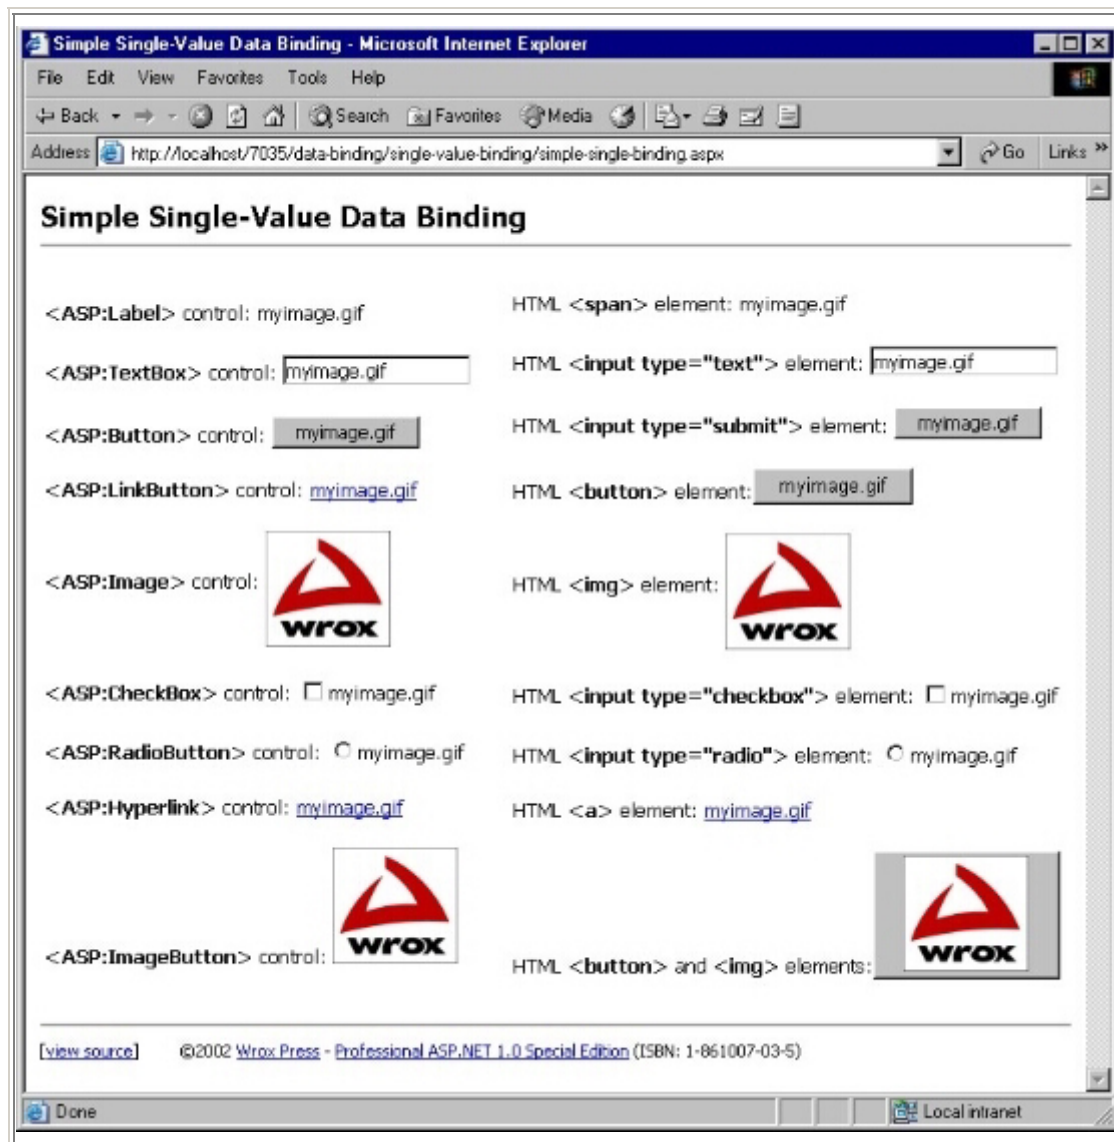 Simple Single-Value Data Binding - Microsoft Internet Explorer
File Edit View Favorites Tools Help
Back Search Favorites Media
Address http://localhost/7035/data-binding/single-value-binding/simple-single-binding.aspx Go Links »
Simple Single-Value Data Binding
<ASP:Label> control: myimage.gif
HTML <span> element: myimage.gif
<ASP:TextBox> control: myimage.gif
HTML <input type="text"> element: myimage.gif
<ASP:Button> control: myimage.gif
HTML <input type="submit"> element: myimage.gif
<ASP:LinkButton> control: myimage.gif
HTML <button> element: myimage.gif
<ASP:Image> control: wrox
HTML <img> element: wrox
<ASP:CheckBox> control: myimage.gif
HTML <input type="checkbox"> element: myimage.gif
<ASP:RadioButton> control: myimage.gif
HTML <input type="radio"> element: myimage.gif
<ASP:Hyperlink> control: myimage.gif
HTML <a> element: myimage.gif
<ASP:ImageButton> control: wrox
HTML <button> and <img> elements: wrox
[view source] ©2002 Wrox Press - Professional ASP.NET 1.0 Special Edition (ISBN: 1-861007-03-5)
Done Local intranet